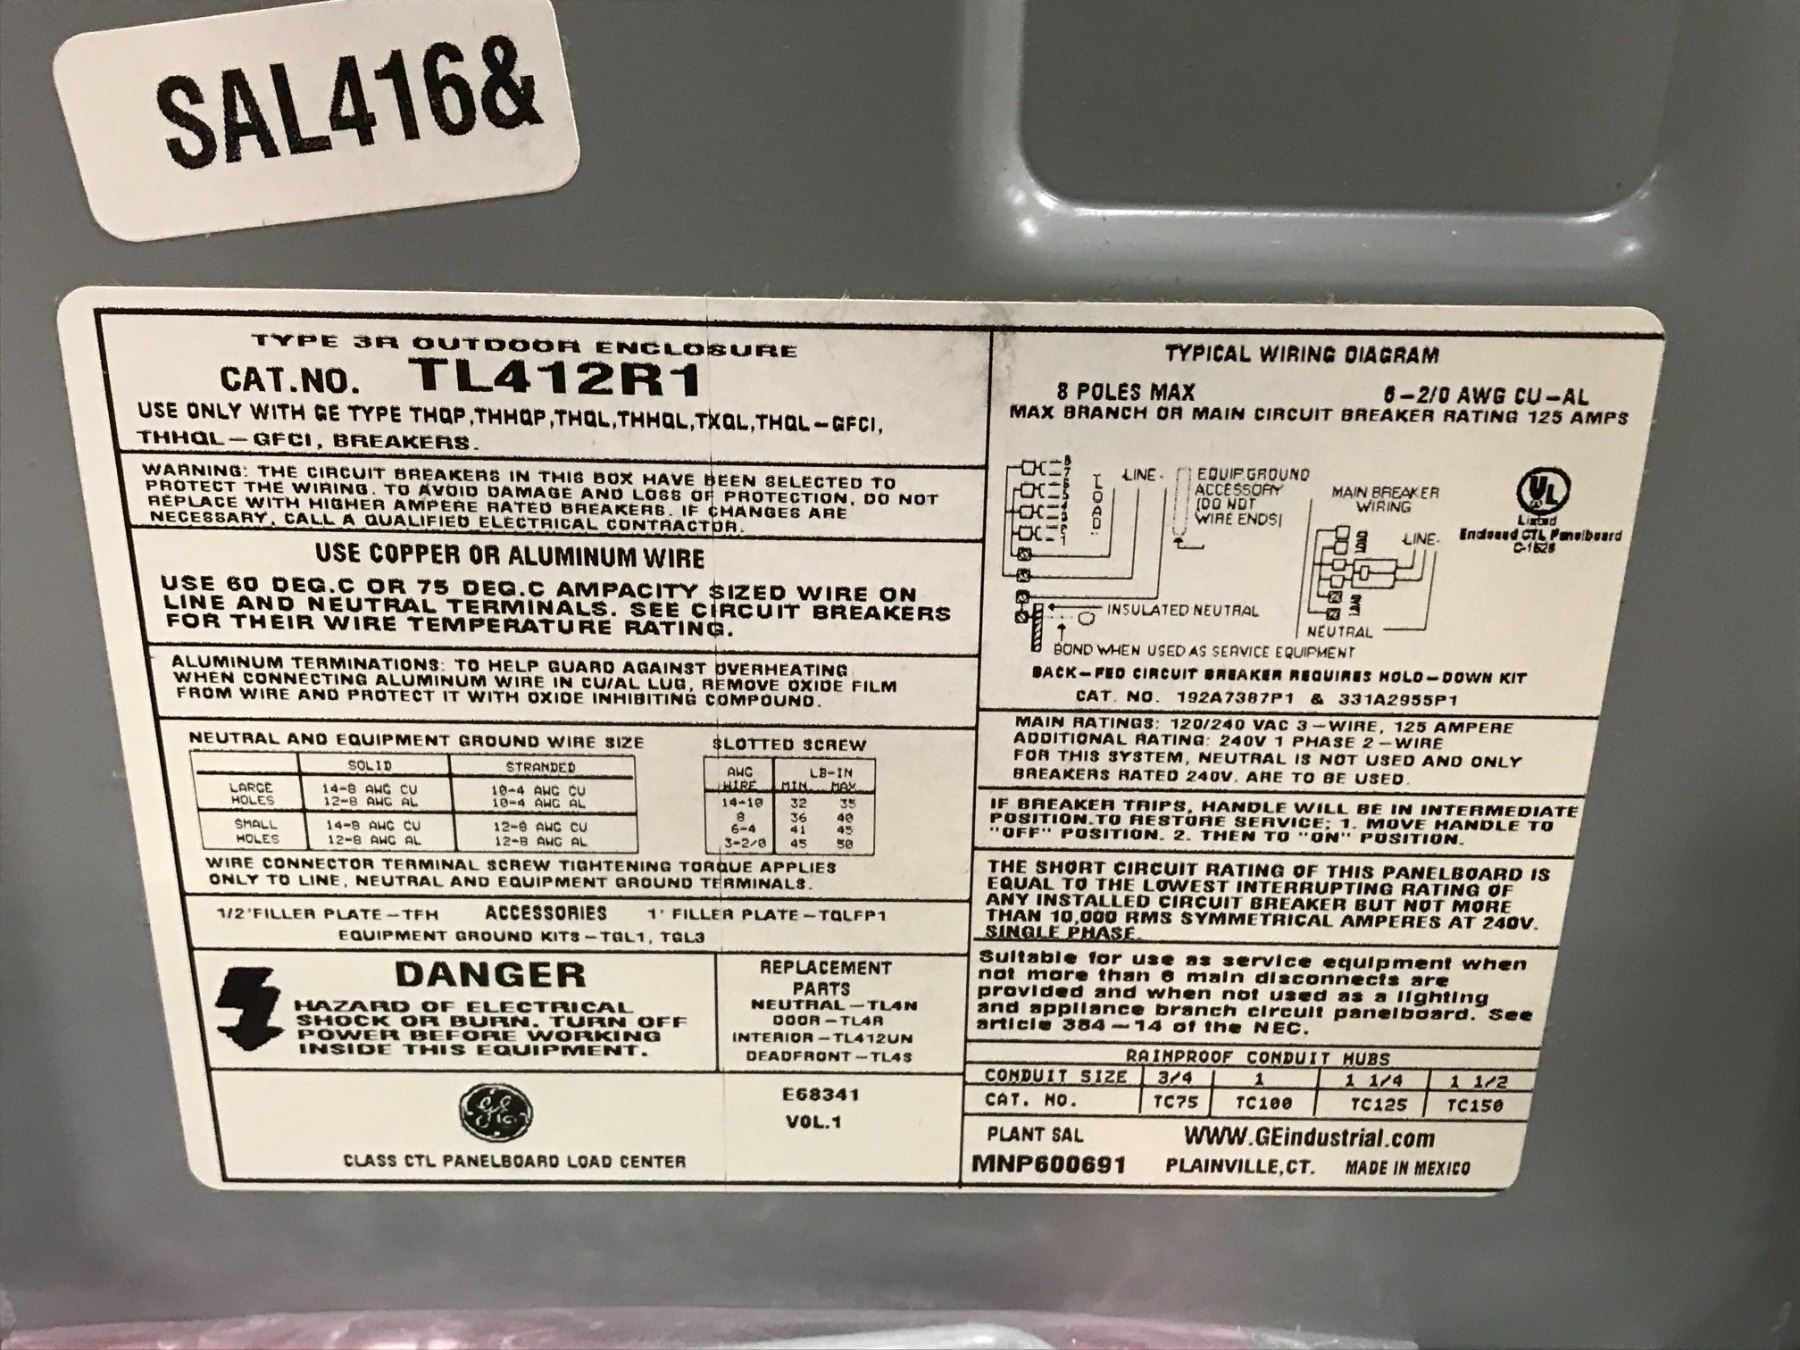 SAL416&
TYPE 3R OUTDOOR ENCLOSURE
CAT.NO. TL412R1
USE ONLY WITH GE TYPE THQP,THHQP,THQL,THHQL,TXQL,THQL-GFCI,
THHQL-GFCI, BREAKERS.
WARNING: THE CIRCUIT BREAKERS IN THIS BOX HAVE BEEN SELECTED TO
PROTECT THE WIRING. TO AVOID DAMAGE AND LOSS OF PROTECTION, DO NOT
REPLACE WITH HIGHER AMPERE RATED BREAKERS. IF CHANGES ARE
NECESSARY, CALL A QUALIFIED ELECTRICAL CONTRACTOR.
USE COPPER OR ALUMINUM WIRE
USE 60 DEG.C OR 75 DEG.C AMPACITY SIZED WIRE ON
LINE AND NEUTRAL TERMINALS. SEE CIRCUIT BREAKERS
FOR THEIR WIRE TEMPERATURE RATING.
ALUMINUM TERMINATIONS: TO HELP GUARD AGAINST OVERHEATING
WHEN CONNECTING ALUMINUM WIRE IN CU/AL LUG, REMOVE OXIDE FILM
FROM WIRE AND PROTECT IT WITH OXIDE INHIBITING COMPOUND.
NEUTRAL AND EQUIPMENT GROUND WIRE SIZE
SOLID STRANDED
LARGE HOLES 14-8 AWG CU 10-4 AWG CU
12-8 AWG AL 10-4 AWG AL
SMALL HOLES 14-8 AWG CU 12-8 AWG CU
12-8 AWG AL 12-8 AWG AL
SLOTTED SCREW
AWG WIRE LB-IN
MIN. MAX.
14-10 32 35
8 36 40
6-4 41 45
3-2/0 45 50
WIRE CONNECTOR TERMINAL SCREW TIGHTENING TORQUE APPLIES
ONLY TO LINE, NEUTRAL AND EQUIPMENT GROUND TERMINALS.
1/2'FILLER PLATE-TFH ACCESSORIES 1' FILLER PLATE-TQLFP1
EQUIPMENT GROUND KITS-TGL1, TGL3
DANGER
HAZARD OF ELECTRICAL
SHOCK OR BURN. TURN OFF
POWER BEFORE WORKING
INSIDE THIS EQUIPMENT.
REPLACEMENT
PARTS
NEUTRAL-TL4N
DOOR-TL4R
INTERIOR-TL412UN
DEADFRONT-TL4S
CLASS CTL PANELBOARD LOAD CENTER
E68341
VOL.1
TYPICAL WIRING DIAGRAM
8 POLES MAX 6-2/0 AWG CU-AL
MAX BRANCH OR MAIN CIRCUIT BREAKER RATING 125 AMPS
8
7
6
5
4
3
2
1
LOAD
LINE
EQUIP.GROUND
ACCESSORY
(DO NOT
WIRE ENDS)
MAIN BREAKER
WIRING
LINE
NEUTRAL
INSULATED NEUTRAL
BOND WHEN USED AS SERVICE EQUIPMENT
UL
Listed
Enclosed CTL Panelboard
BACK-FED CIRCUIT BREAKER REQUIRES HOLD-DOWN KIT
CAT. NO. 192A7387P1 & 331A2955P1
MAIN RATINGS: 120/240 VAC 3-WIRE, 125 AMPERE
ADDITIONAL RATING: 240V 1 PHASE 2-WIRE
FOR THIS SYSTEM, NEUTRAL IS NOT USED AND ONLY
BREAKERS RATED 240V. ARE TO BE USED.
IF BREAKER TRIPS, HANDLE WILL BE IN INTERMEDIATE
POSITION.TO RESTORE SERVICE; 1. MOVE HANDLE TO
"OFF" POSITION. 2. THEN TO "ON" POSITION.
THE SHORT CIRCUIT RATING OF THIS PANELBOARD IS
EQUAL TO THE LOWEST INTERRUPTING RATING OF
ANY INSTALLED CIRCUIT BREAKER BUT NOT MORE
THAN 10,000 RMS SYMMETRICAL AMPERES AT 240V.
SINGLE PHASE.
Suitable for use as service equipment when
not more than 6 main disconnects are
provided and when not used as a lighting
and appliance branch circuit panelboard. See
article 384-14 of the NEC.
RAINPROOF CONDUIT HUBS
CONDUIT SIZE 3/4 1 1 1/4 1 1/2
CAT. NO. TC75 TC100 TC125 TC150
PLANT SAL WWW.GEindustrial.com
MNP600691 PLAINVILLE,CT. MADE IN MEXICO